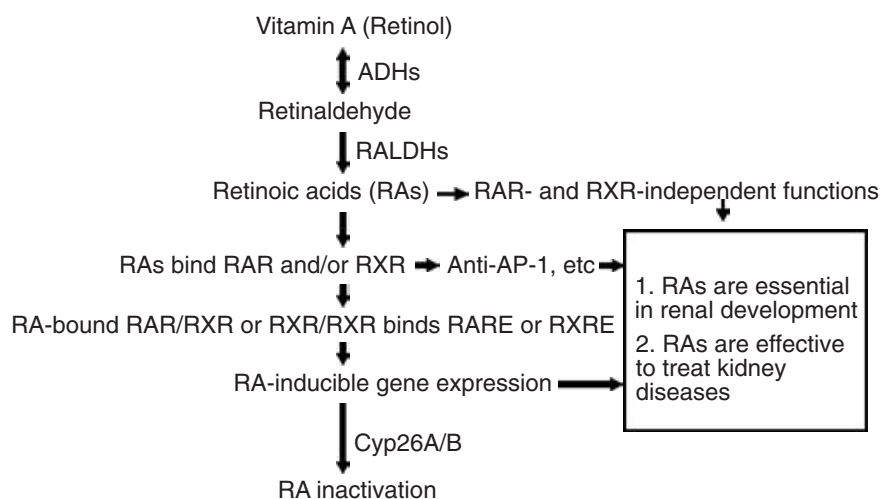 Vitamin A (Retinol)
ADHs
Retinaldehyde
RALDHs
Retinoic acids (RAs)
RAR- and RXR-independent functions
RAs bind RAR and/or RXR
Anti-AP-1, etc
RA-bound RAR/RXR or RXR/RXR binds RARE or RXRE
RA-inducible gene expression
1. RAs are essential
in renal development
2. RAs are effective
to treat kidney
diseases
Cyp26A/B
RA inactivation